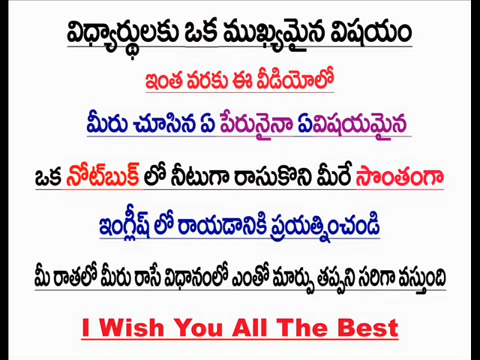 విధ్యార్థులకు ఒక ముఖ్యమైన విషయం
ఇంత వరకు ఈ వీడియోలో
మీరు చూసిన ఏ పేరునైనా ఏవిషయమైన
ఒక నోట్‌బుక్ లో నీటుగా రాసుకొని మీరే సొంతంగా
ఇంగ్లీష్ లో రాయడానికి ప్రయత్నించండి
మీ రాతలో మీరు రాసే విధానంలో ఎంతో మార్పు తప్పని సరిగా వస్తుంది
I Wish You All The Best